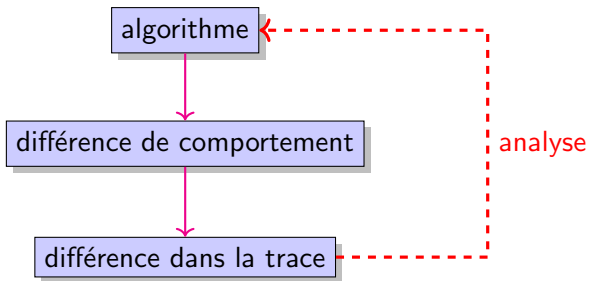 algorithme
différence de comportement
analyse
différence dans la trace